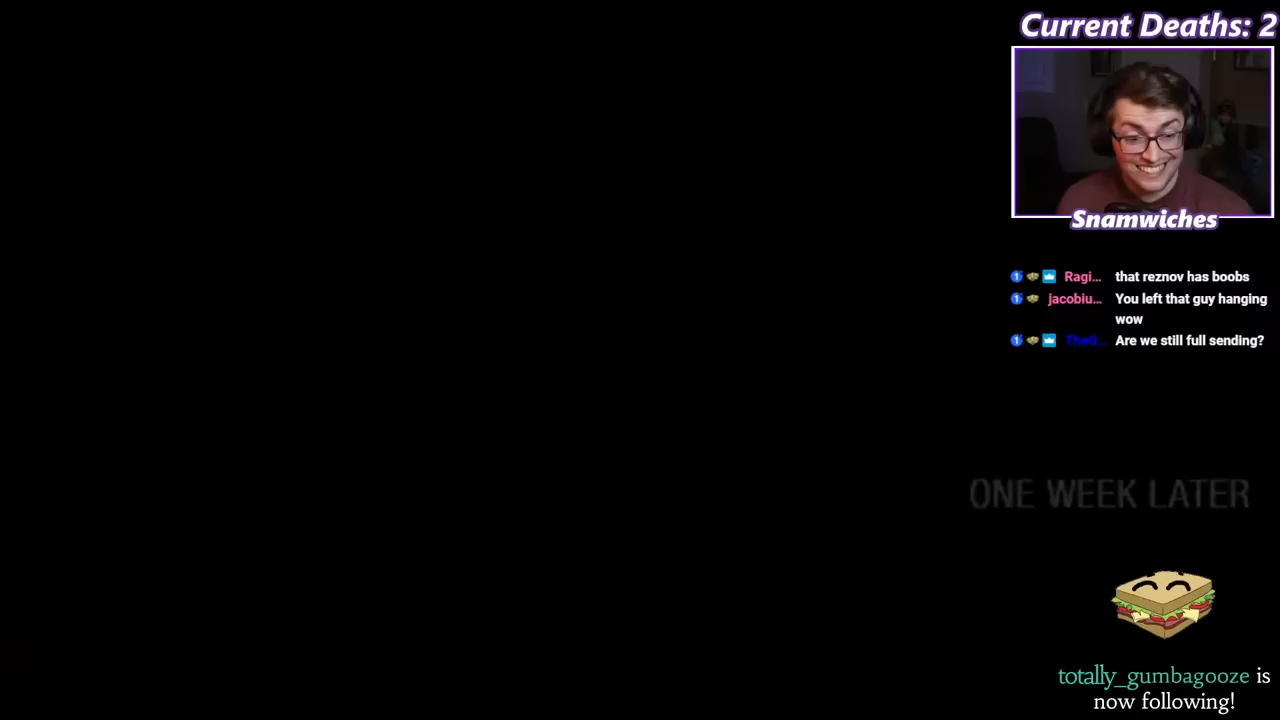 Current Deaths: 2
Snamwiches
Ragi... that reznov has boobs
jacobiu... You left that guy hanging
wow
TheO... Are we still full sending?
ONE WEEK LATER
totally_gumbagooze is
now following!